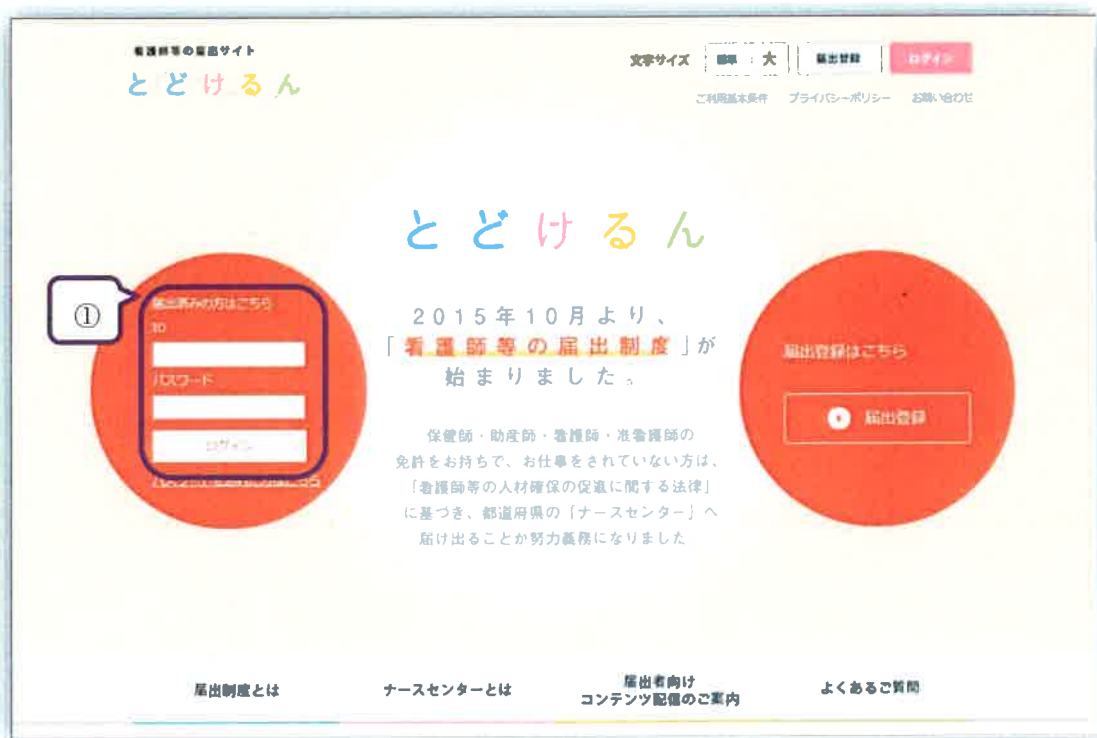 看護師等の届出サイト
とどけるん
文字サイズ 標準 大 届出登録 ログイン
ご利用基本条件 プライバシーポリシー お問い合わせ
とどけるん
①
届出済みの方はこちら
ID
パスワード
ログイン
2015年10月より、
「看護師等の届出制度」が
始まりました。
保健師・助産師・看護師・准看護師の
免許をお持ちで、お仕事をされていない方は、
「看護師等の人材確保の促進に関する法律」
に基づき、都道府県の「ナースセンター」へ
届け出ることが努力義務になりました
届出登録はこちら
届出登録
届出制度とは
ナースセンターとは
届出者向け
コンテンツ配信のご案内
よくあるご質問